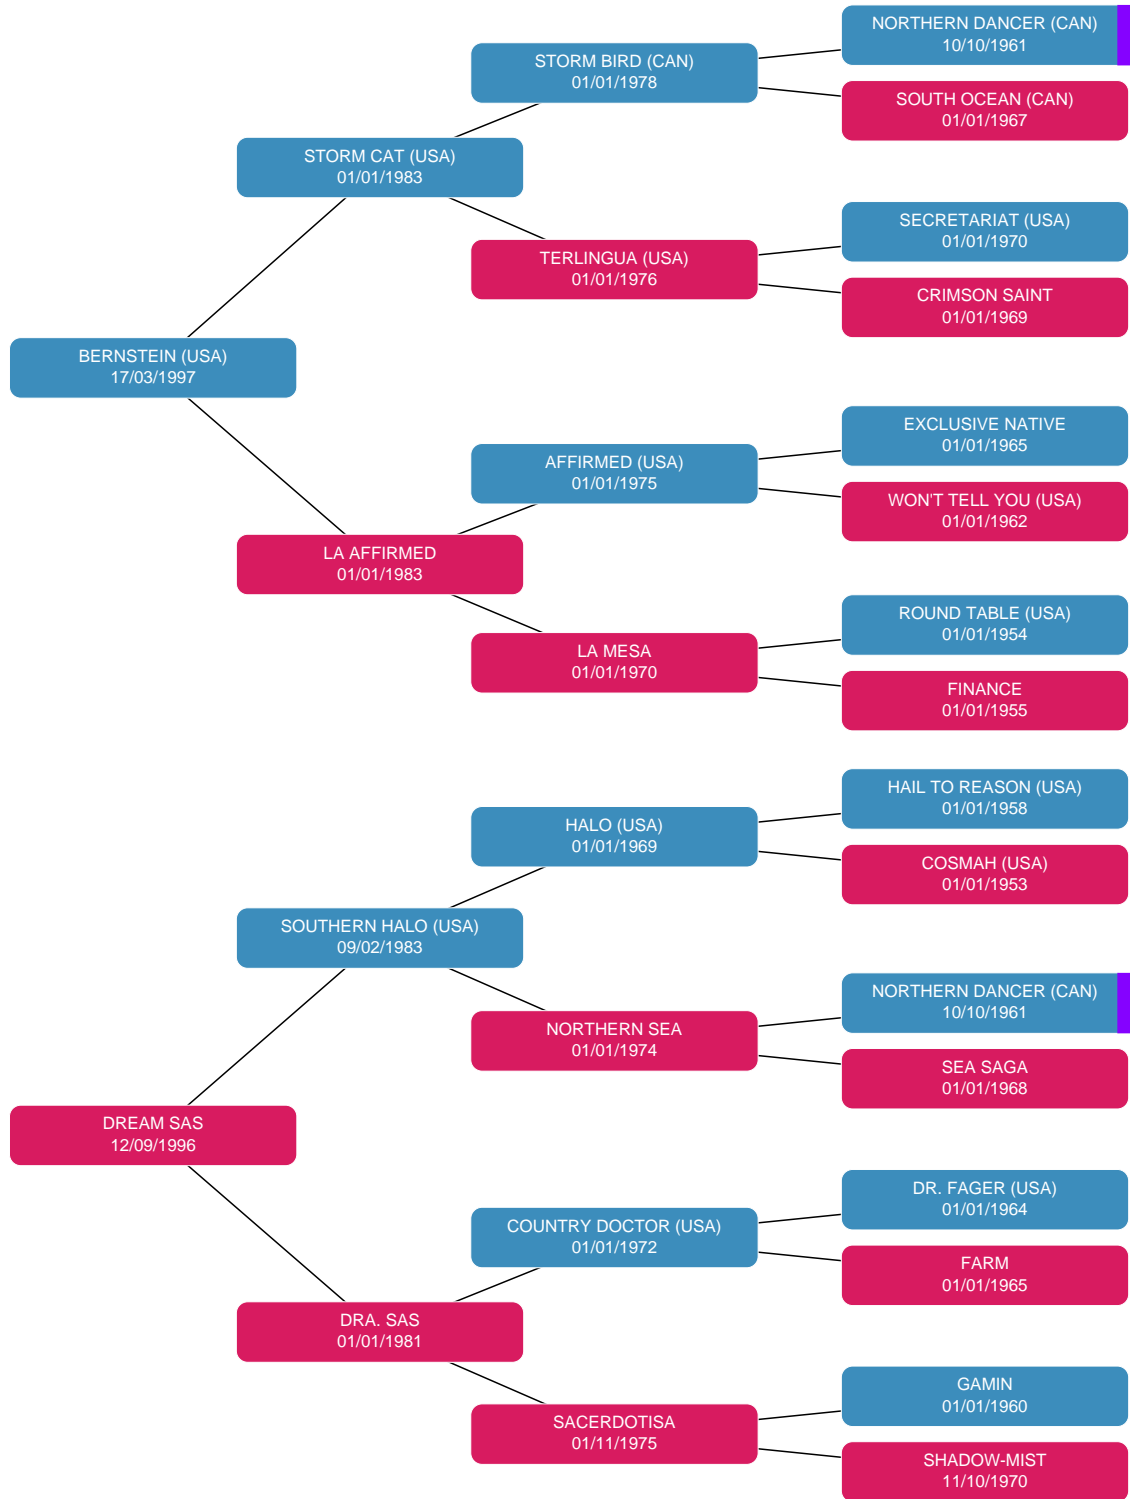 NORTHERN DANCER (CAN)
10/10/1961
STORM BIRD (CAN)
01/01/1978
SOUTH OCEAN (CAN)
01/01/1967
STORM CAT (USA)
01/01/1983
SECRETARIAT (USA)
01/01/1970
TERLINGUA (USA)
01/01/1976
CRIMSON SAINT
01/01/1969
BERNSTEIN (USA)
17/03/1997
EXCLUSIVE NATIVE
01/01/1965
AFFIRMED (USA)
01/01/1975
WON'T TELL YOU (USA)
01/01/1962
LA AFFIRMED
01/01/1983
ROUND TABLE (USA)
01/01/1954
LA MESA
01/01/1970
FINANCE
01/01/1955
HAIL TO REASON (USA)
01/01/1958
HALO (USA)
01/01/1969
COSMAH (USA)
01/01/1953
SOUTHERN HALO (USA)
09/02/1983
NORTHERN DANCER (CAN)
10/10/1961
NORTHERN SEA
01/01/1974
SEA SAGA
01/01/1968
DREAM SAS
12/09/1996
DR. FAGER (USA)
01/01/1964
COUNTRY DOCTOR (USA)
01/01/1972
FARM
01/01/1965
DRA. SAS
01/01/1981
GAMIN
01/01/1960
SACERDOTISA
01/11/1975
SHADOW-MIST
11/10/1970